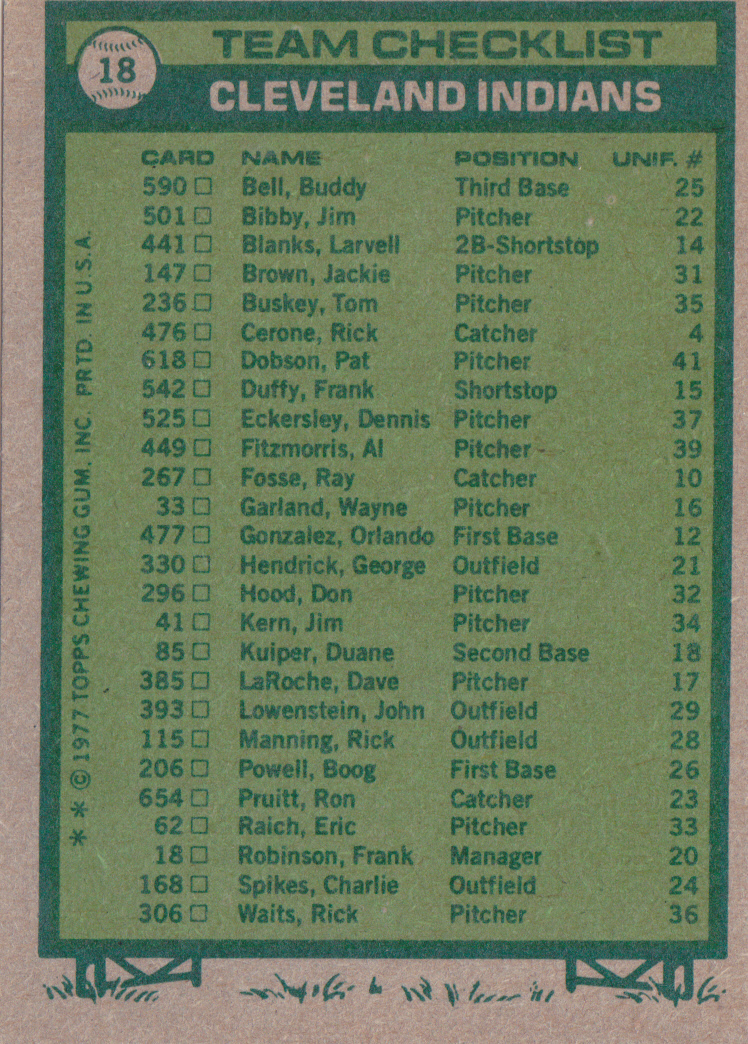 18
TEAM CHECKLIST
CLEVELAND INDIANS
CARD NAME POSITION UNIF. #
590 □ Bell, Buddy Third Base 25
501 □ Bibby, Jim Pitcher 22
441 □ Blanks, Larvell 2B-Shortstop 14
147 □ Brown, Jackie Pitcher 31
236 □ Buskey, Tom Pitcher 35
476 □ Cerone, Rick Catcher 4
618 □ Dobson, Pat Pitcher 41
542 □ Duffy, Frank Shortstop 15
525 □ Eckersley, Dennis Pitcher 37
449 □ Fitzmorris, Al Pitcher 39
267 □ Fosse, Ray Catcher 10
33 □ Garland, Wayne Pitcher 16
477 □ Gonzalez, Orlando First Base 12
330 □ Hendrick, George Outfield 21
296 □ Hood, Don Pitcher 32
41 □ Kern, Jim Pitcher 34
85 □ Kuiper, Duane Second Base 18
385 □ LaRoche, Dave Pitcher 17
393 □ Lowenstein, John Outfield 29
115 □ Manning, Rick Outfield 28
206 □ Powell, Boog First Base 26
654 □ Pruitt, Ron Catcher 23
62 □ Raich, Eric Pitcher 33
18 □ Robinson, Frank Manager 20
168 □ Spikes, Charlie Outfield 24
306 □ Waits, Rick Pitcher 36
* * © 1977 TOPPS CHEWING GUM, INC. PRTD. IN U.S.A.